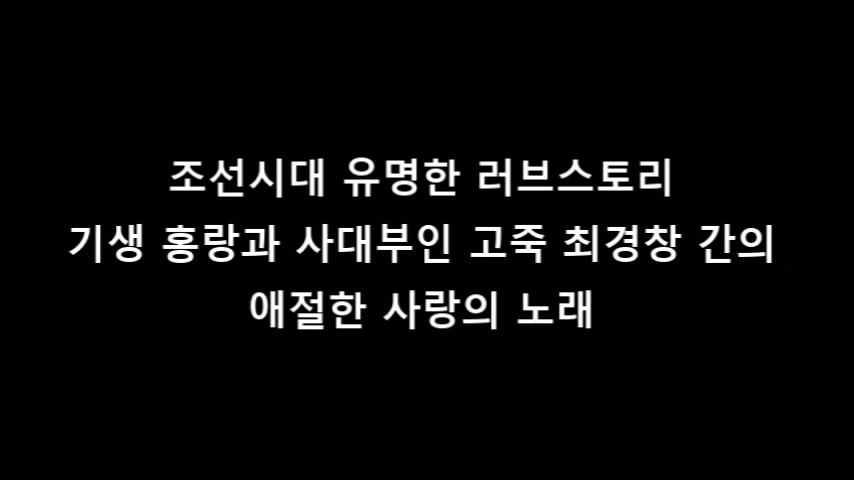 조선시대 유명한 러브스토리
기생 홍랑과 사대부인 고죽 최경창 간의
애절한 사랑의 노래